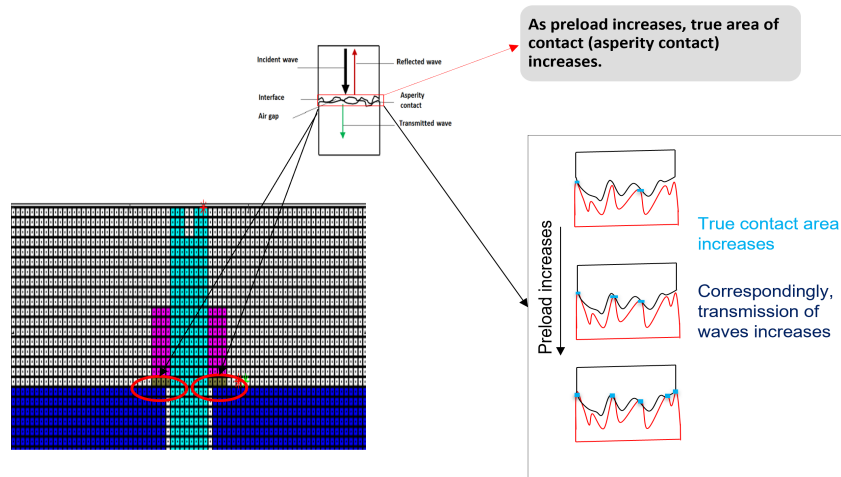 As preload increases, true area of
contact (asperity contact)
increases.
Incident wave
Reflected wave
Interface
Asperity
contact
Air gap
Transmitted wave
Preload increases
True contact area
increases
Correspondingly,
transmission of
waves increases